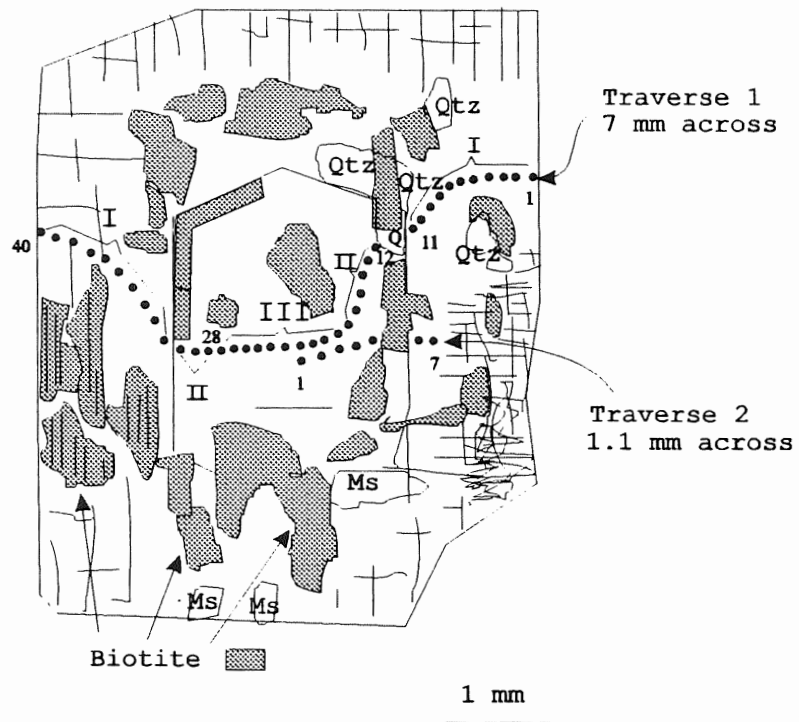 Qtz
Traverse 1
7 mm across
I
Qtz
Qtz
1
I
40
Q
11
12
II
Qtz
III
28
1
7
II
Traverse 2
1.1 mm across
Ms
Ms
Ms
Biotite
1 mm